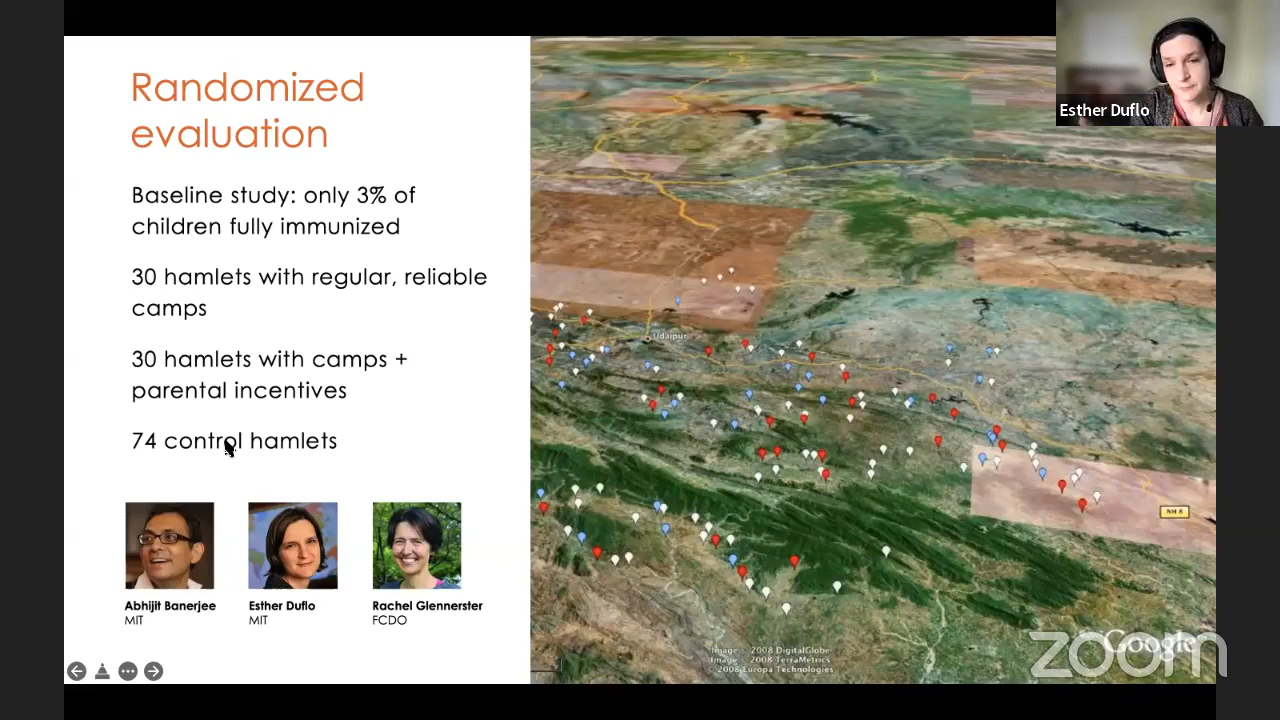 Randomized
evaluation
Baseline study: only 3% of
children fully immunized
30 hamlets with regular, reliable
camps
30 hamlets with camps +
parental incentives
74 control hamlets
Abhijit Banerjee
MIT
Esther Duflo
MIT
Rachel Glennerster
FCDO
Udaipur
NH 8
Image © 2008 DigitalGlobe
Image © 2008 TerraMetrics
© 2008 Europa Technologies
Google
zoom
Esther Duflo